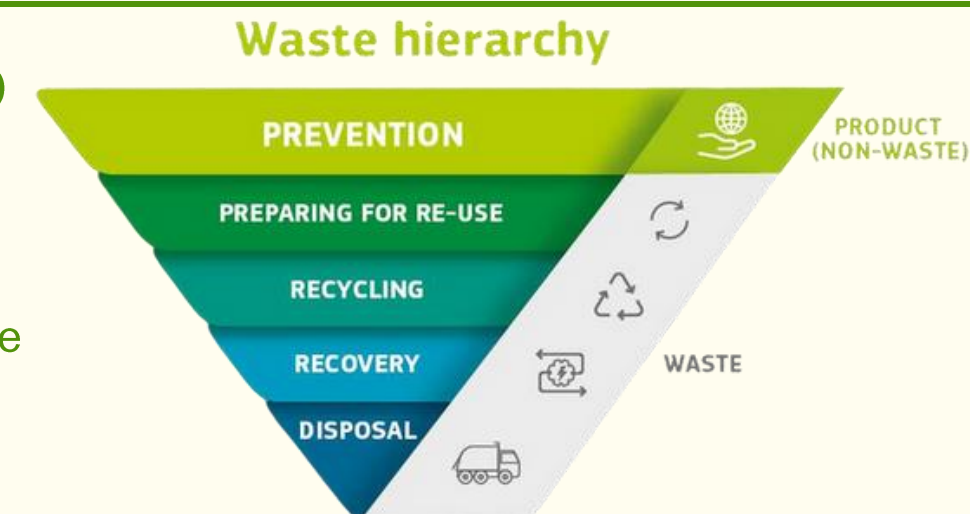 Waste hierarchy
PREVENTION
PRODUCT
(NON-WASTE)
PREPARING FOR RE-USE
RECYCLING
e
RECOVERY
WASTE
DISPOSAL